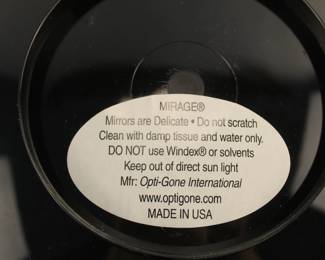 MIRAGE®
Mirrors are Delicate • Do not scratch
Clean with damp tissue and water only.
DO NOT use Windex® or solvents
Keep out of direct sun light
Mfr: Opti-Gone International
www.optigone.com
MADE IN USA